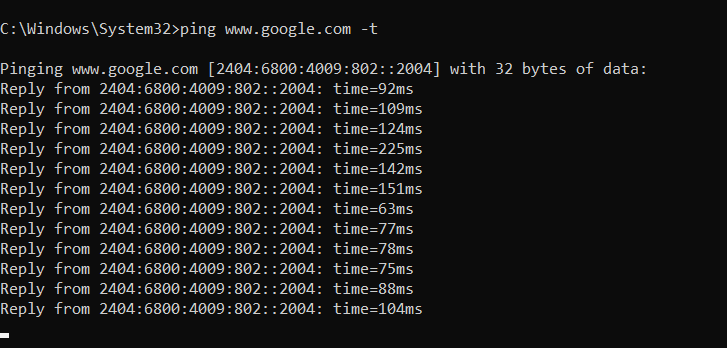 C:\Windows\System32>ping www.google.com -t
Pinging www.google.com [2404:6800:4009:802::2004] with 32 bytes of data:
Reply from 2404:6800:4009:802::2004: time=92ms
Reply from 2404:6800:4009:802::2004: time=109ms
Reply from 2404:6800:4009:802::2004: time=124ms
Reply from 2404:6800:4009:802::2004: time=225ms
Reply from 2404:6800:4009:802::2004: time=142ms
Reply from 2404:6800:4009:802::2004: time=151ms
Reply from 2404:6800:4009:802::2004: time=63ms
Reply from 2404:6800:4009:802::2004: time=77ms
Reply from 2404:6800:4009:802::2004: time=78ms
Reply from 2404:6800:4009:802::2004: time=75ms
Reply from 2404:6800:4009:802::2004: time=88ms
Reply from 2404:6800:4009:802::2004: time=104ms